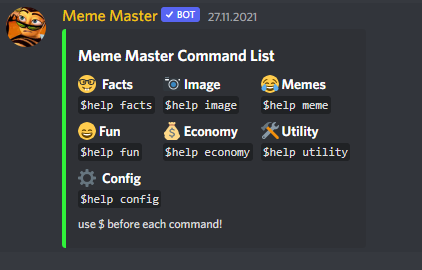 Meme Master ✓ BOT 27.11.2021
Meme Master Command List
🤓 Facts 📷 Image 😂 Memes
$help facts $help image $help meme
😄 Fun 💰 Economy 🛠️ Utility
$help fun $help economy $help utility
⚙️ Config
$help config
use $ before each command!